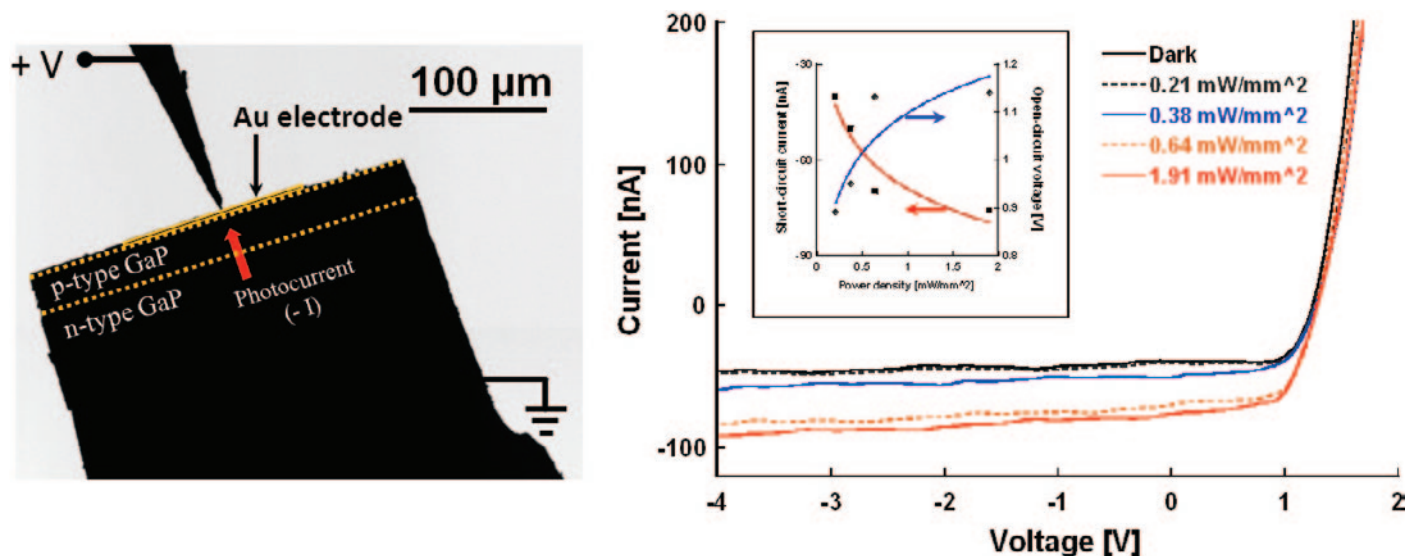 + V
100 μm
Au electrode
p-type GaP
n-type GaP
Photocurrent
(- I)
Current [nA]
200
100
0
-100
-4
-3
-2
-1
0
1
2
Voltage [V]
Dark
0.21 mW/mm^2
0.38 mW/mm^2
0.64 mW/mm^2
1.91 mW/mm^2
Short-circuit current [nA]
-30
-60
-90
0
0.5
1
1.5
2
Power density [mW/mm^2]
1.2
1.1
1
0.9
0.8
Open-circuit voltage [V]